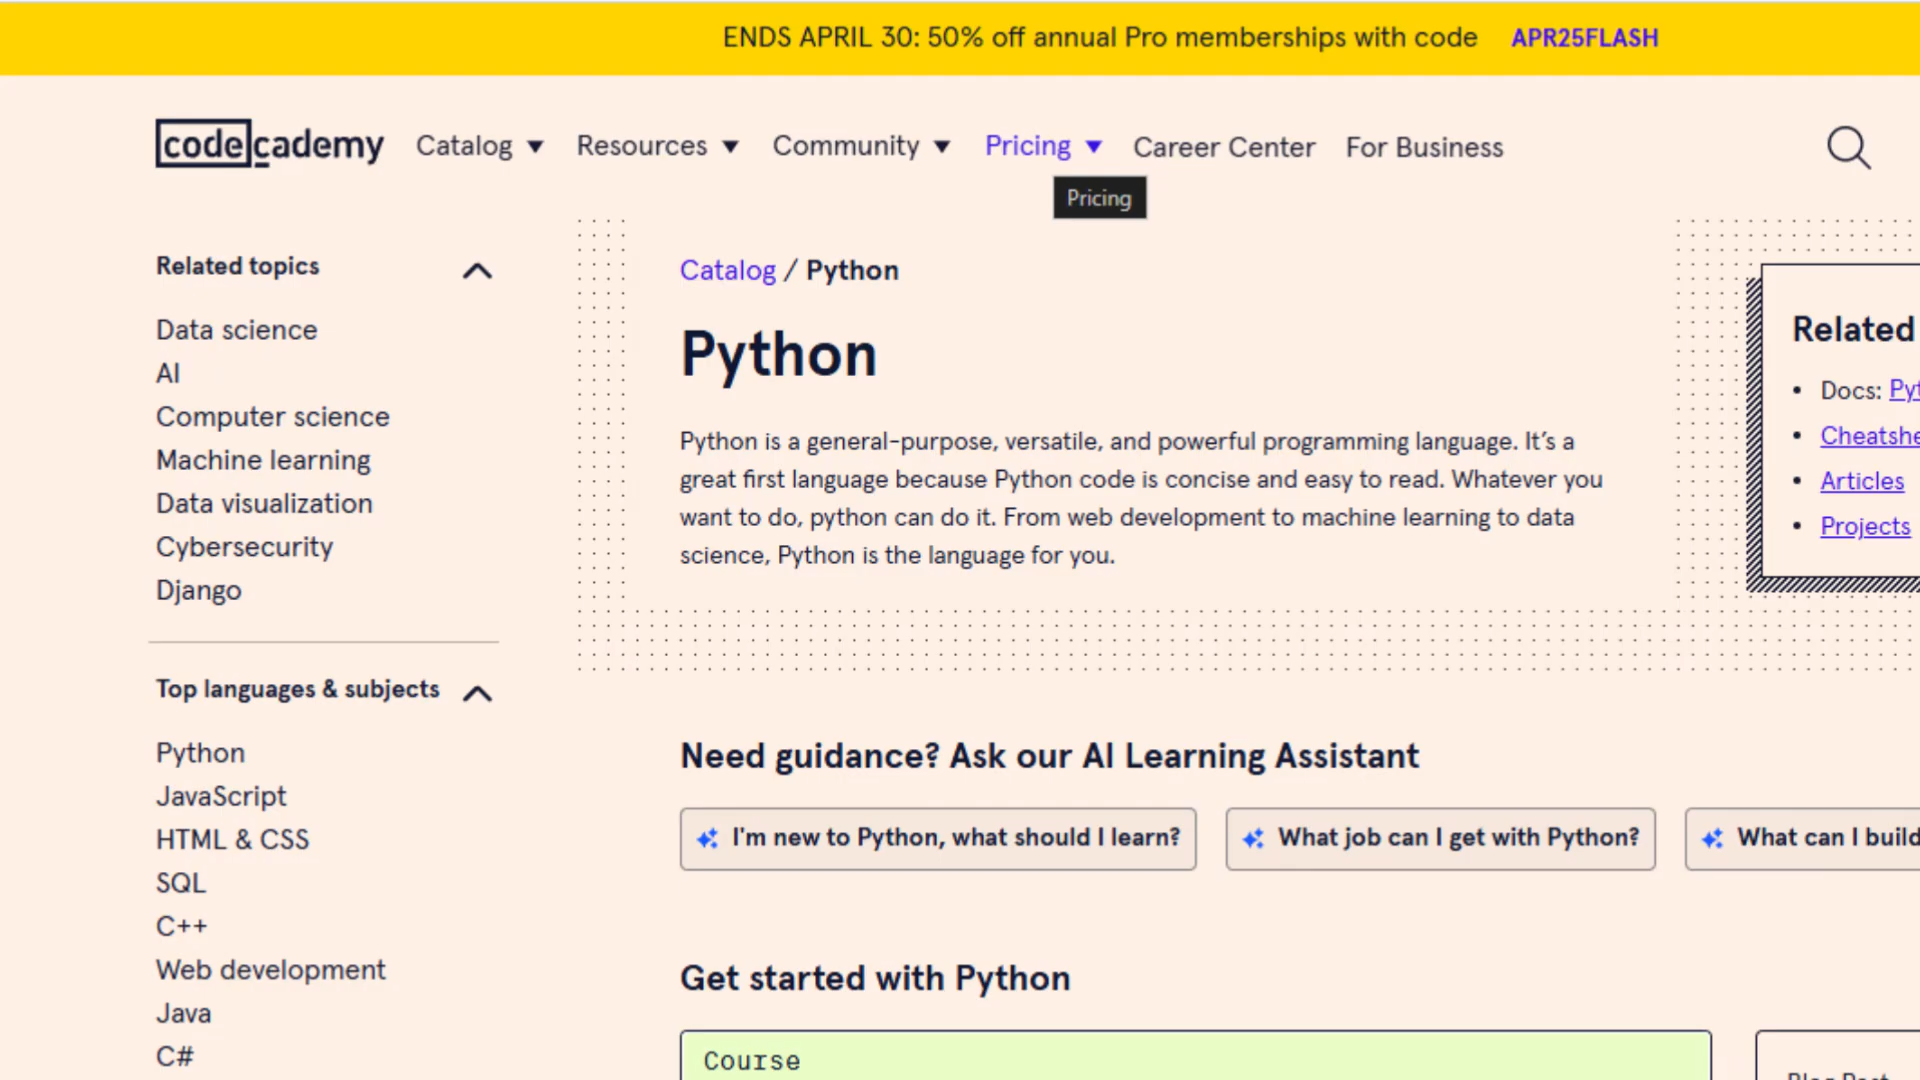 ENDS APRIL 30: 50% off annual Pro memberships with code APR25FLASH
codecademy Catalog Resources Community Pricing Career Center For Business
Pricing
Related topics
Data science
AI
Computer science
Machine learning
Data visualization
Cybersecurity
Django
Top languages & subjects
Python
JavaScript
HTML & CSS
SQL
C++
Web development
Java
C#
Catalog / Python
Python
Python is a general-purpose, versatile, and powerful programming language. It’s a
great first language because Python code is concise and easy to read. Whatever you
want to do, python can do it. From web development to machine learning to data
science, Python is the language for you.
Related
Docs:
Articles
Projects
Need guidance? Ask our AI Learning Assistant
I'm new to Python, what should I learn?
What job can I get with Python?
What can I build
Get started with Python
Course